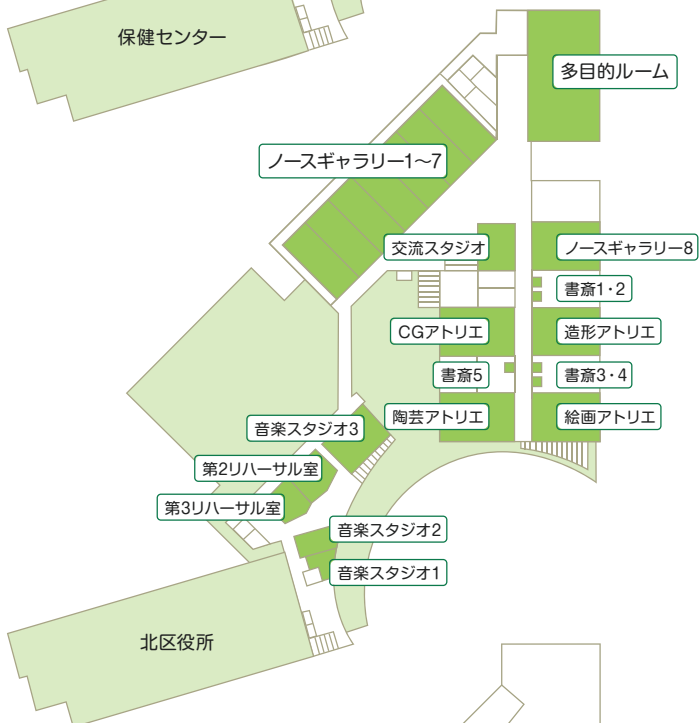 保健センター
多目的ルーム
ノースギャラリー1〜7
交流スタジオ
ノースギャラリー8
書斎1・2
CGアトリエ
造形アトリエ
書斎5
書斎3・4
陶芸アトリエ
絵画アトリエ
音楽スタジオ3
第2リハーサル室
第3リハーサル室
音楽スタジオ2
音楽スタジオ1
北区役所